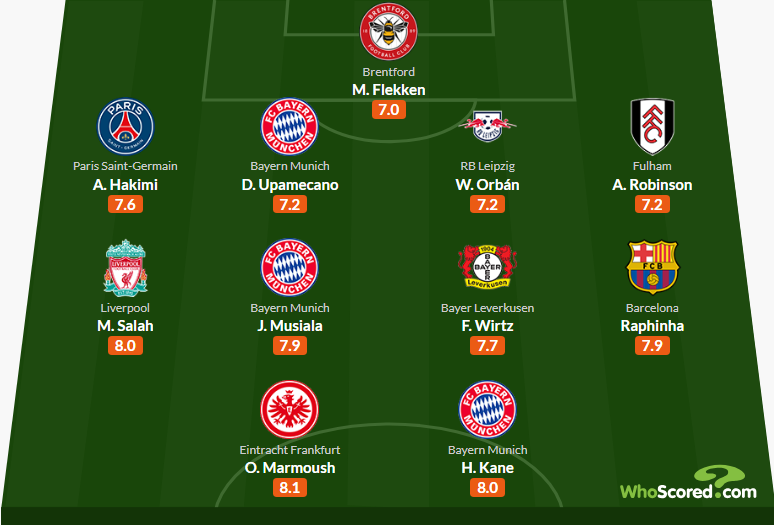 BRENTFORD
FOOTBALL CLUB
Brentford
M. Flekken
7.0
PARIS
SAINT-GERMAIN
FC BAYERN
MÜNCHEN
FFC
Paris Saint-Germain
Bayern Munich
RB Leipzig
Fulham
A. Hakimi
D. Upamecano
W. Orbán
A. Robinson
7.6
7.2
7.2
7.2
LIVERPOOL
FC BAYERN
MÜNCHEN
1904
BAYER
BAYER
Leverkusen
FCB
Liverpool
Bayern Munich
Bayer Leverkusen
Barcelona
M. Salah
J. Musiala
F. Wirtz
Raphinha
8.0
7.9
7.7
7.9
FC BAYERN
MÜNCHEN
Eintracht Frankfurt
Bayern Munich
O. Marmoush
H. Kane
8.1
8.0
WhoScored.com